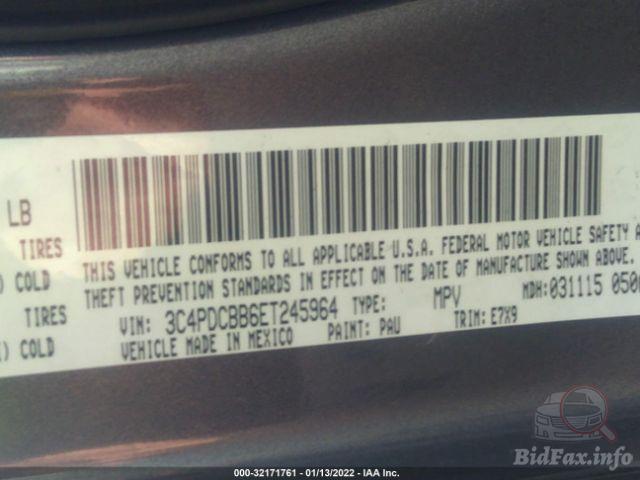 LB
TIRES
) COLD
TIRES
) COLD
THIS VEHICLE CONFORMS TO ALL APPLICABLE U.S.A. FEDERAL MOTOR VEHICLE SAFETY A
THEFT PREVENTION STANDARDS IN EFFECT ON THE DATE OF MANUFACTURE SHOWN ABOVE.
VIN: 3C4PDCBB6ET245964 TYPE: MPV MDH: 031115 050
VEHICLE MADE IN MEXICO PAINT: PAU TRIM: E7X9
000-32171761 - 01/13/2022 - IAA Inc.
BidFax.info